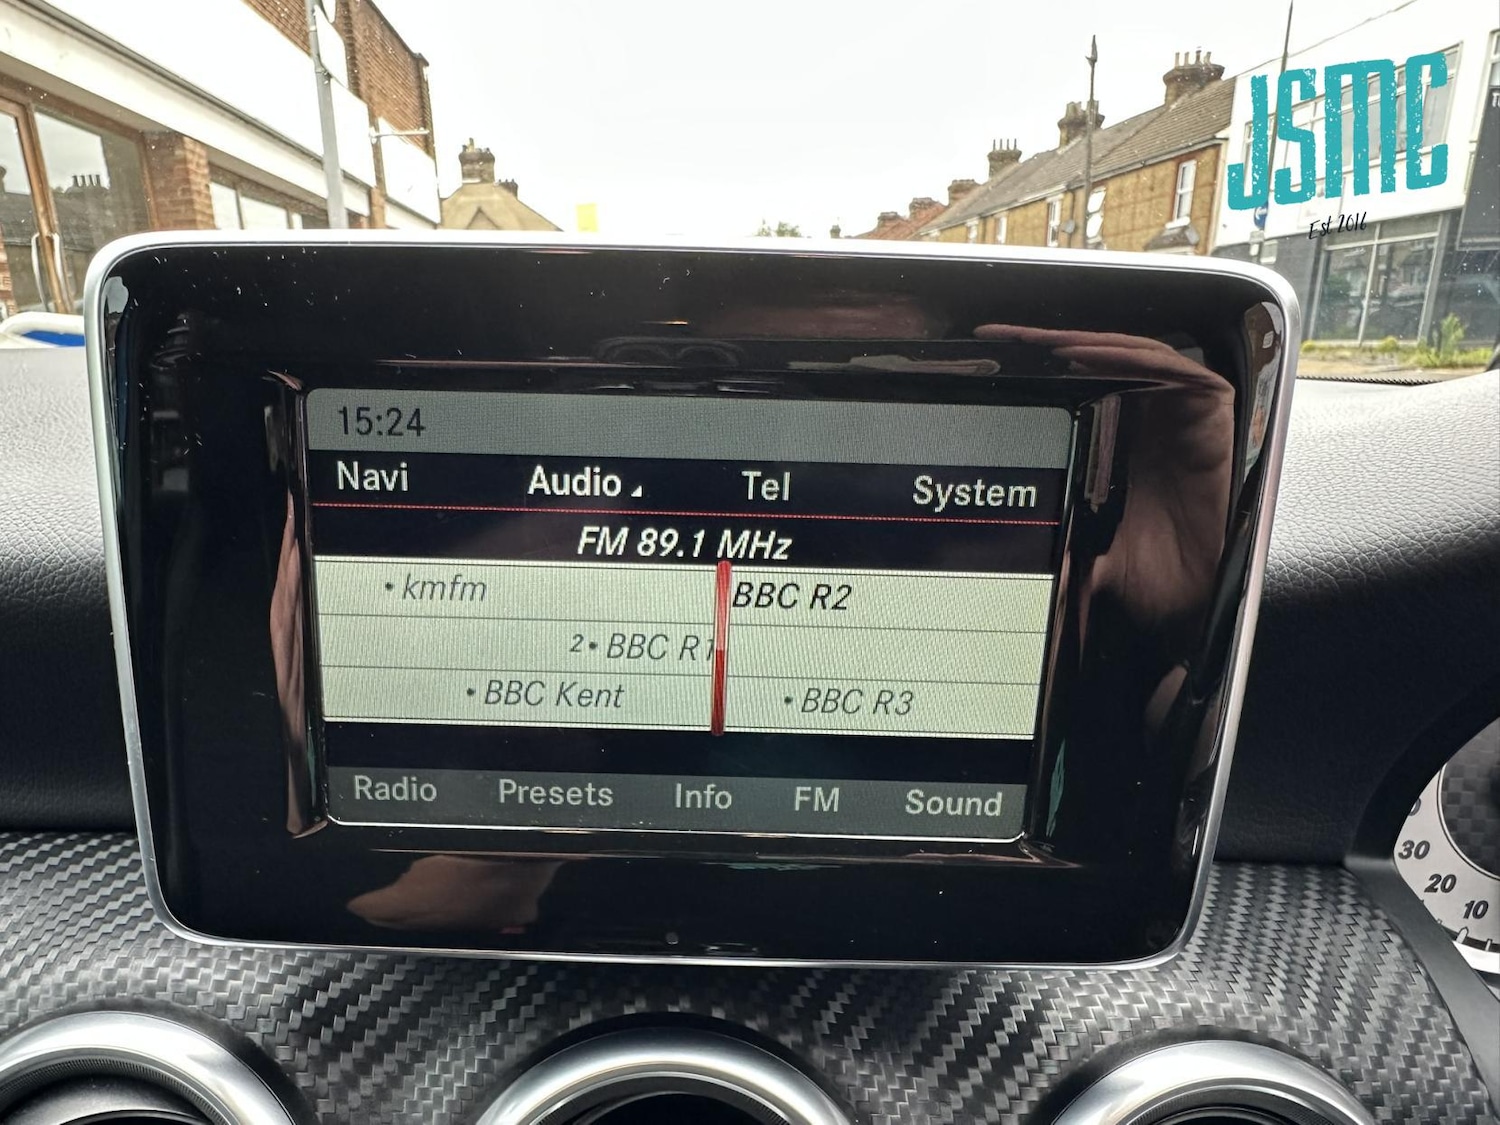 JSMC
Est 2016
15:24
Navi Audio Tel System
FM 89.1 MHz
• kmfm BBC R2
2• BBC R1
• BBC Kent • BBC R3
Radio Presets Info FM Sound
30
20
10